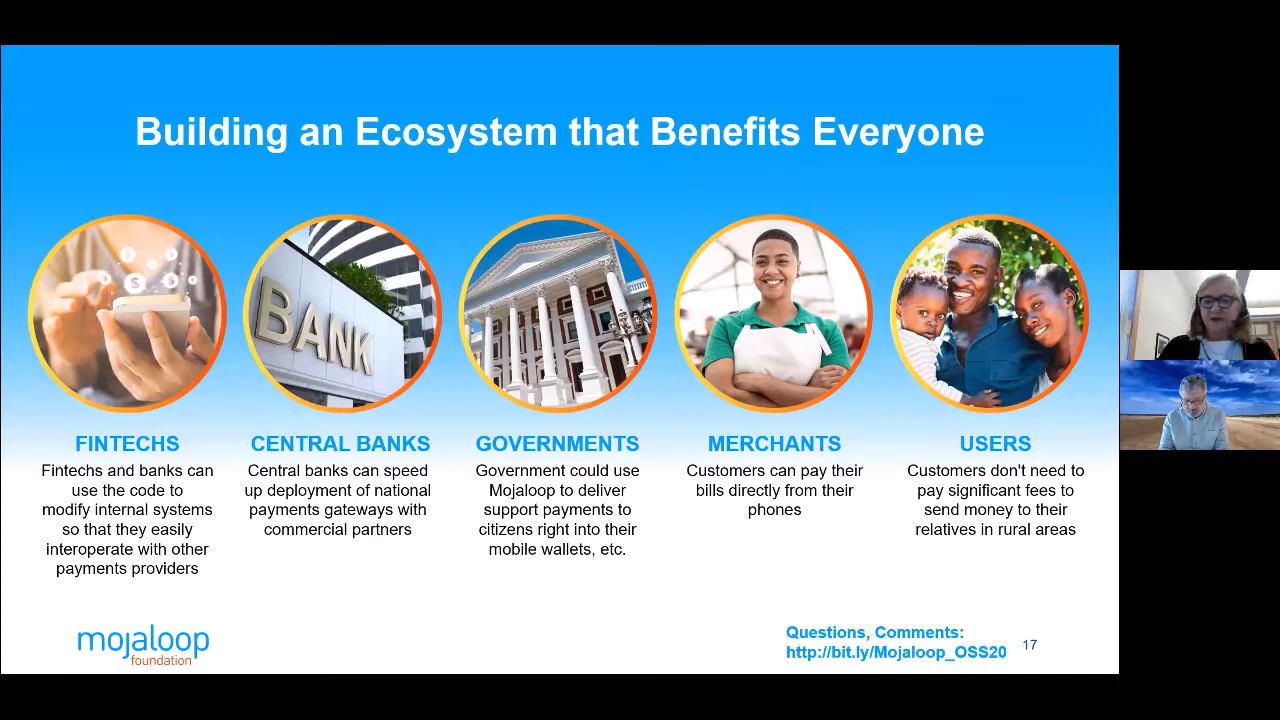 Building an Ecosystem that Benefits Everyone
BANK
FINTECHS
Fintechs and banks can
use the code to
modify internal systems
so that they easily
interoperate with other
payments providers
CENTRAL BANKS
Central banks can speed
up deployment of national
payments gateways with
commercial partners
GOVERNMENTS
Government could use
Mojaloop to deliver
support payments to
citizens right into their
mobile wallets, etc.
MERCHANTS
Customers can pay their
bills directly from their
phones
USERS
Customers don't need to
pay significant fees to
send money to their
relatives in rural areas
mojaloop
foundation
Questions, Comments:
http://bit.ly/Mojaloop_OSS20
17